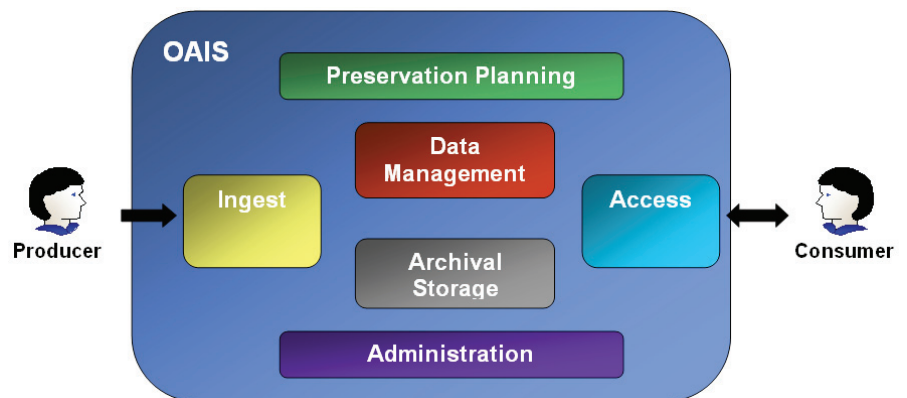 OAIS
Preservation Planning
Data
Management
Ingest
Access
Producer
Consumer
Archival
Storage
Administration